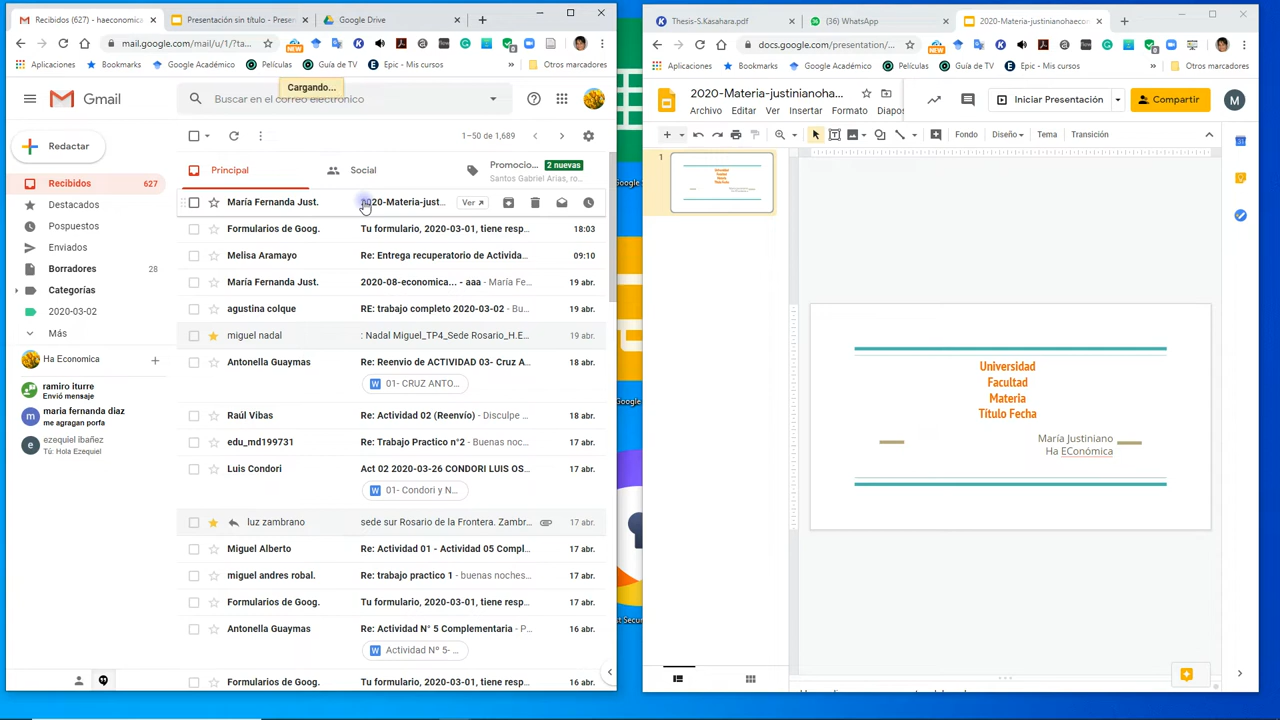 Recibidos (627) - haeconomica
Presentación sin título - Present
Google Drive
mail.google.com/mail/u/1/?ta...
Aplicaciones
Bookmarks
Google Académico
Películas
Guía de TV
Epic - Mis cursos
»
Otros marcadores
Cargando...
Gmail
Buscar en el correo electrónico
Redactar
1–50 de 1,689
Principal
Social
Promocio...
2 nuevas
Santos Gabriel Arias, ro...
Recibidos 627
Destacados
Pospuestos
Enviados
Borradores 28
Categorías
2020-03-02
Más
Ha Economica
ramiro iturre
Envió mensaje
maria fernanda diaz
me agragan porfa
ezequiel ibañez
Tú: Hola Ezequiel
María Fernanda Just. 2020-Materia-just... Ver
Formularios de Goog. Tu formulario, 2020-03-01, tiene resp... 18:03
Melisa Aramayo Re: Entrega recuperatorio de Activida... 09:10
María Fernanda Just. 2020-08-economica... - aaa - María Fe... 19 abr.
agustina colque RE: trabajo completo 2020-03-02 - Bu... 19 abr.
miguel nadal : Nadal Miguel_TP4_Sede Rosario_H.E... 19 abr.
Antonella Guaymas Re: Reenvio de ACTIVIDAD 03- Cruz A... 18 abr.
01- CRUZ ANTO...
Raúl Vibas Re: Actividad 02 (Reenvío) - Disculpe ... 18 abr.
edu_md199731 Re: Trabajo Practico n°2 - Buenas noc... 17 abr.
Luis Condori Act 02 2020-03-26 CONDORI LUIS OS... 17 abr.
01- Condori y N...
luz zambrano sede sur Rosario de la Frontera. Zambr... 17 abr.
Miguel Alberto Re: Actividad 01 - Actividad 05 Compl... 17 abr.
miguel andres robal. Re: trabajo practico 1 - buenas noches... 17 abr.
Formularios de Goog. Tu formulario, 2020-03-01, tiene resp... 17 abr.
Antonella Guaymas Re: Actividad N° 5 Complementaria - P... 16 abr.
Actividad Nº 5- ...
Formularios de Goog. Tu formulario, 2020-03-01, tiene resp... 16 abr.
Google
Google
Thesis-S.Kasahara.pdf
(36) WhatsApp
2020-Materia-justinianohaecon
docs.google.com/presentation/...
Aplicaciones
Bookmarks
Google Académico
Películas
Guía de TV
Epic - Mis cursos
»
Otros marcadores
2020-Materia-justinianoha...
Archivo
Editar
Ver
Insertar
Formato
Diapos
Iniciar Presentación
Compartir
M
Fondo
Diseño
Tema
Transición
1
Universidad
Facultad
Materia
Título Fecha
María Justiniano
Ha EConómica